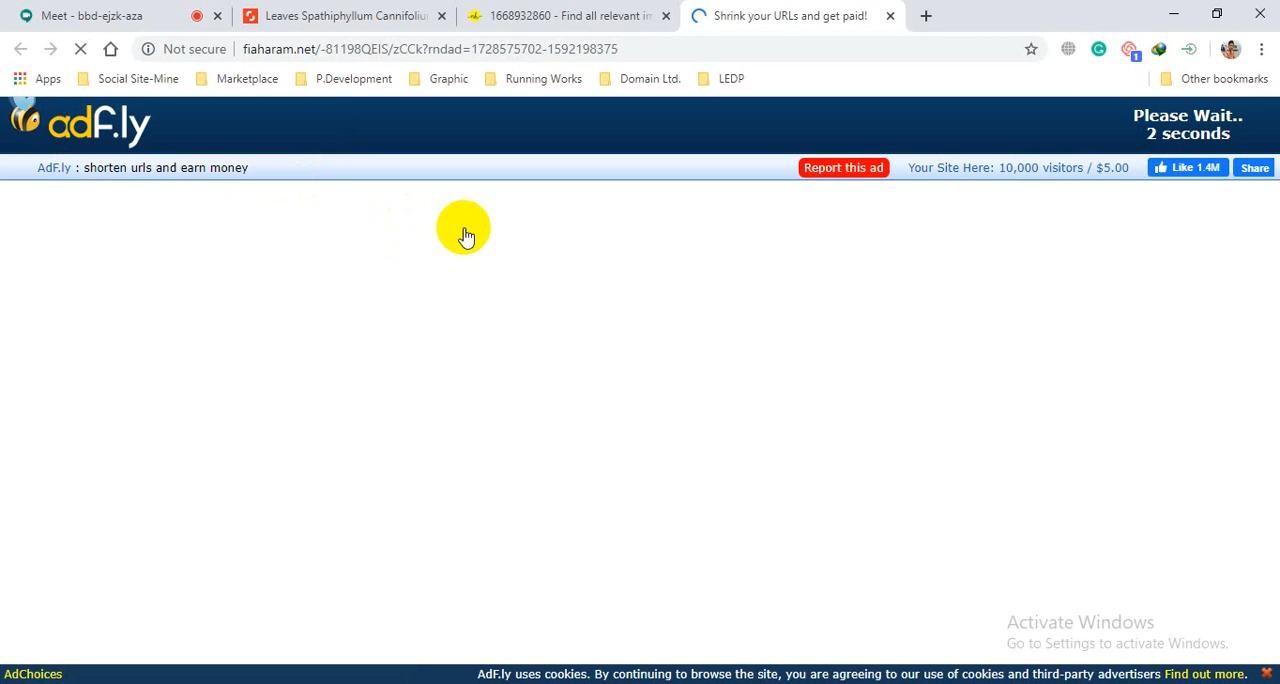 Meet - bbd-ejzk-aza
Leaves Spathiphyllum Cannifoliu
1668932860 - Find all relevant im
Shrink your URLs and get paid!
Not secure
fiaharam.net/-81198QEIS/zCCk?rndad=1728575702-1592198375
1
Apps
Social Site-Mine
Marketplace
P.Development
Graphic
Running Works
Domain Ltd.
LEDP
Other bookmarks
adf.ly
Please Wait..
2 seconds
AdF.ly : shorten urls and earn money
Report this ad
Your Site Here: 10,000 visitors / $5.00
Like 1.4M
Share
Activate Windows
Go to Settings to activate Windows.
AdChoices
AdF.ly uses cookies. By continuing to browse the site, you are agreeing to our use of cookies and third-party advertisers Find out more.